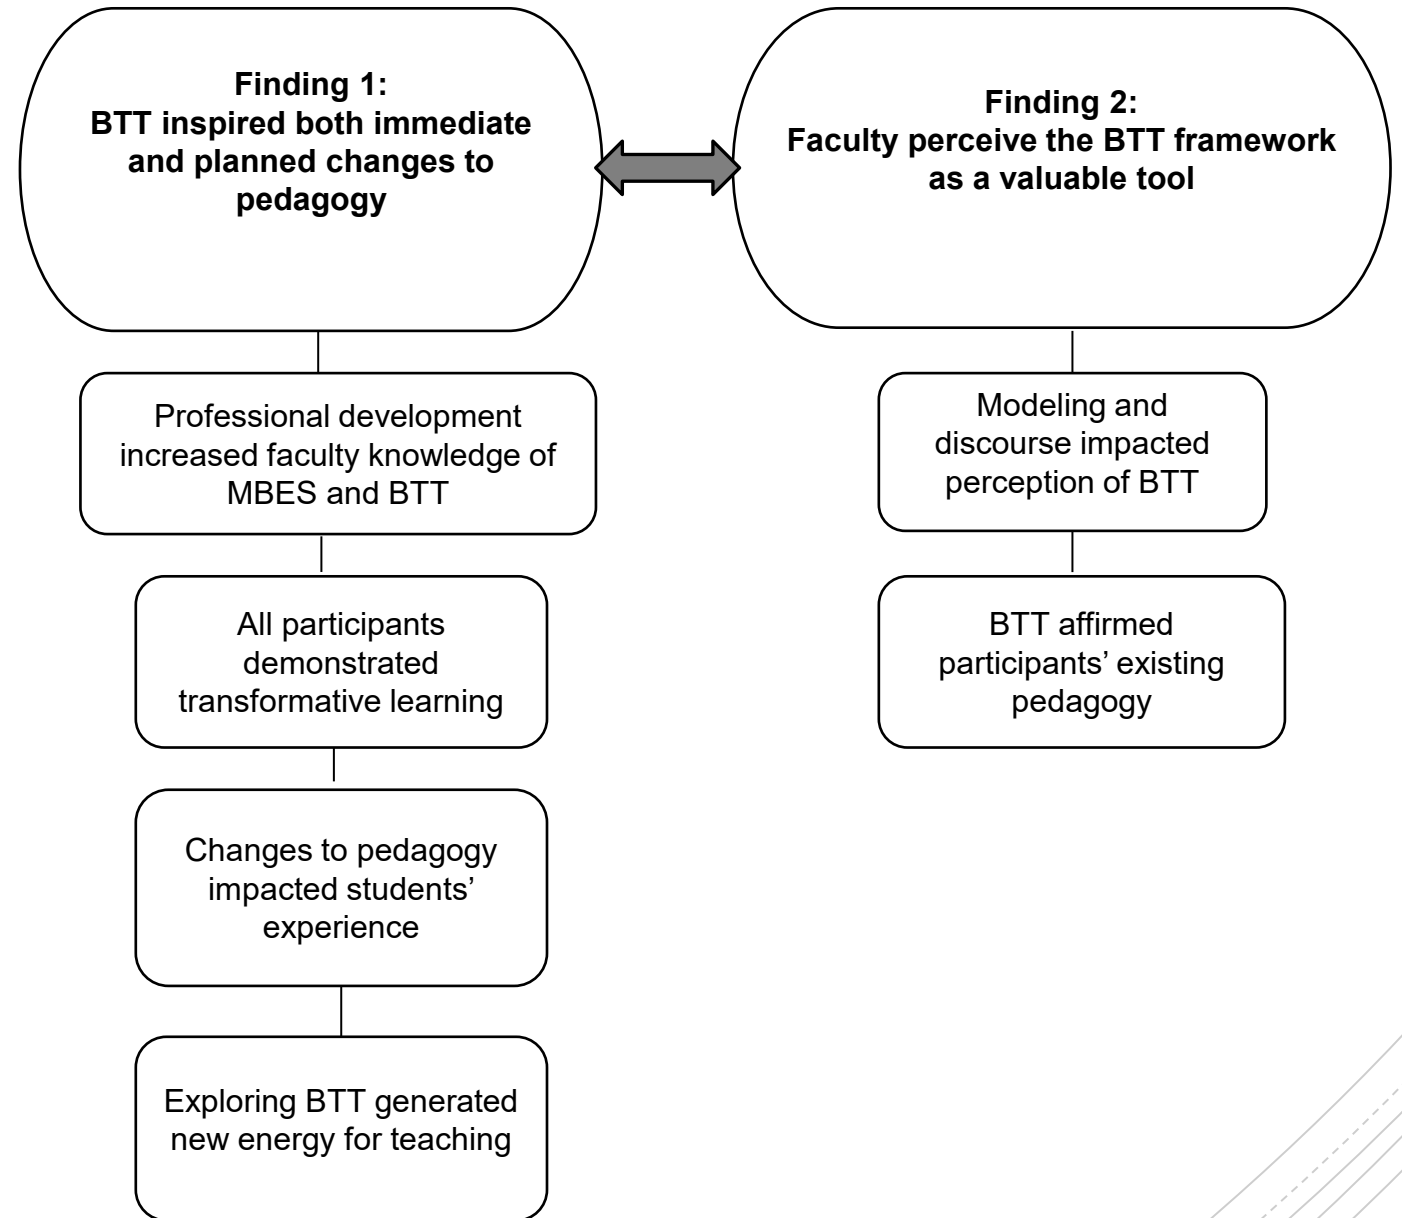 Finding 1:
BTT inspired both immediate
and planned changes to
pedagogy
Finding 2:
Faculty perceive the BTT framework
as a valuable tool
Professional development
increased faculty knowledge of
MBES and BTT
All participants
demonstrated
transformative learning
Changes to pedagogy
impacted students’
experience
Exploring BTT generated
new energy for teaching
Modeling and
discourse impacted
perception of BTT
BTT affirmed
participants’ existing
pedagogy